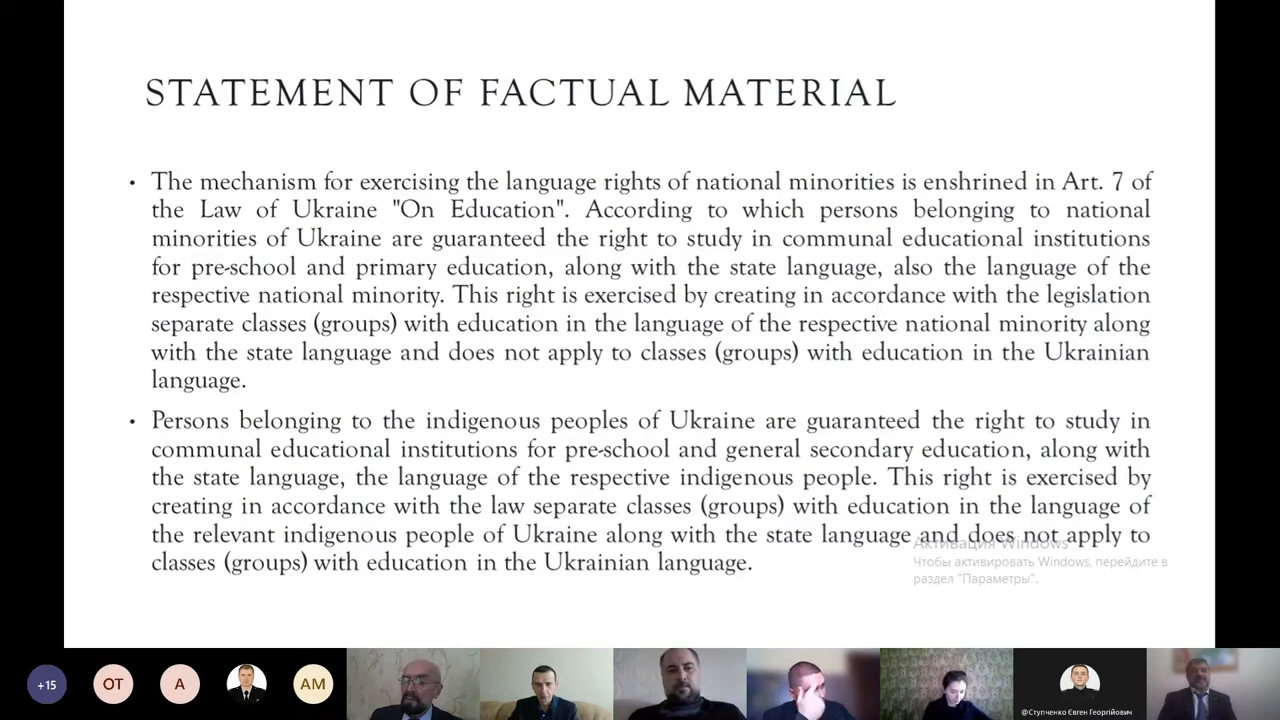 STATEMENT OF FACTUAL MATERIAL
• The mechanism for exercising the language rights of national minorities is enshrined in Art. 7 of
the Law of Ukraine "On Education". According to which persons belonging to national
minorities of Ukraine are guaranteed the right to study in communal educational institutions
for pre-school and primary education, along with the state language, also the language of the
respective national minority. This right is exercised by creating in accordance with the legislation
separate classes (groups) with education in the language of the respective national minority along
with the state language and does not apply to classes (groups) with education in the Ukrainian
language.
• Persons belonging to the indigenous peoples of Ukraine are guaranteed the right to study in
communal educational institutions for pre-school and general secondary education, along with
the state language, the language of the respective indigenous people. This right is exercised by
creating in accordance with the law separate classes (groups) with education in the language of
the relevant indigenous people of Ukraine along with the state language and does not apply to
classes (groups) with education in the Ukrainian language.
Активация Windows
Чтобы активировать Windows, перейдите в
раздел "Параметры".
+15
OT
A
AM
@Ступченко Євген Георгійович